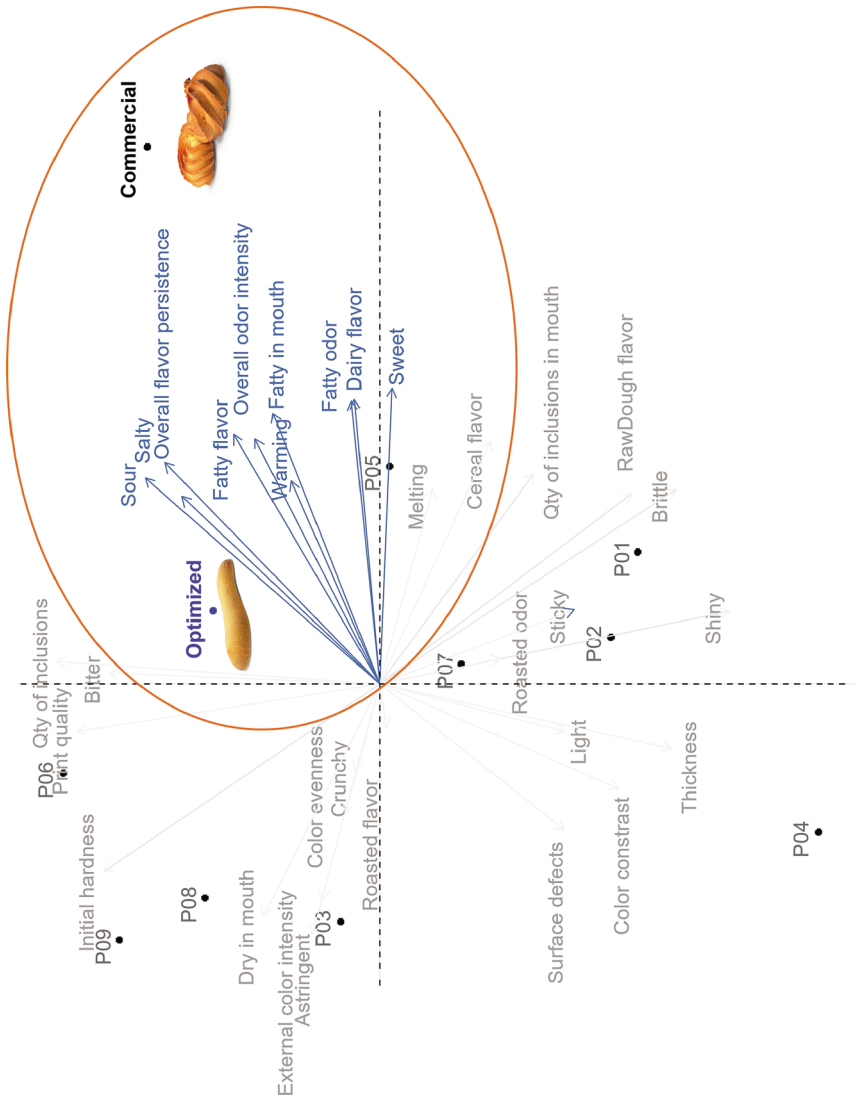 Commercial
Overall flavor persistence
Salty
Sour
Overall odor intensity
Fatty in mouth
Fatty flavor
Warming
Fatty odor
Dairy flavor
Sweet
P05
Melting
Cereal flavor
Qty of inclusions in mouth
RawDough flavor
Brittle
P01
Optimized
Qty of inclusions
Bitter
Print quality
P06
P07
Roasted odor
Sticky
P02
Shiny
Color evenness
Crunchy
Roasted flavor
Light
Thickness
Initial hardness
P09
P08
Dry in mouth
External color intensity
Astringent
P03
Surface defects
Color constrast
P04